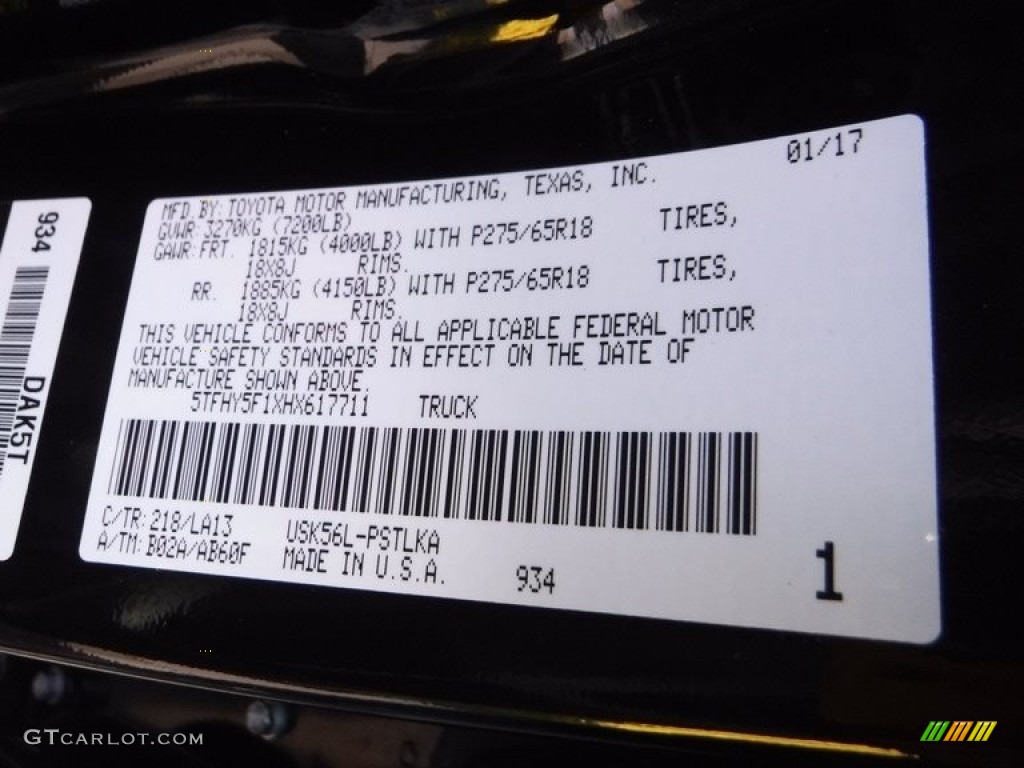 01/17
MFD.BY:TOYOTA MOTOR MANUFACTURING, TEXAS, INC.
GVWR:3270KG (7200LB)
GAWR:FRT. 1815KG (4000LB) WITH P275/65R18 TIRES,
18X8J RIMS.
RR. 1885KG (4150LB) WITH P275/65R18 TIRES,
18X8J RIMS.
THIS VEHICLE CONFORMS TO ALL APPLICABLE FEDERAL MOTOR
VEHICLE SAFETY STANDARDS IN EFFECT ON THE DATE OF
MANUFACTURE SHOWN ABOVE.
5TFHY5F1XHX617711 TRUCK
C/TR:218/LA13 USK56L-PSTLKA
A/TM:B02A/AB60F MADE IN U.S.A. 934
1
934
DAK5T
GTCARLOT.COM